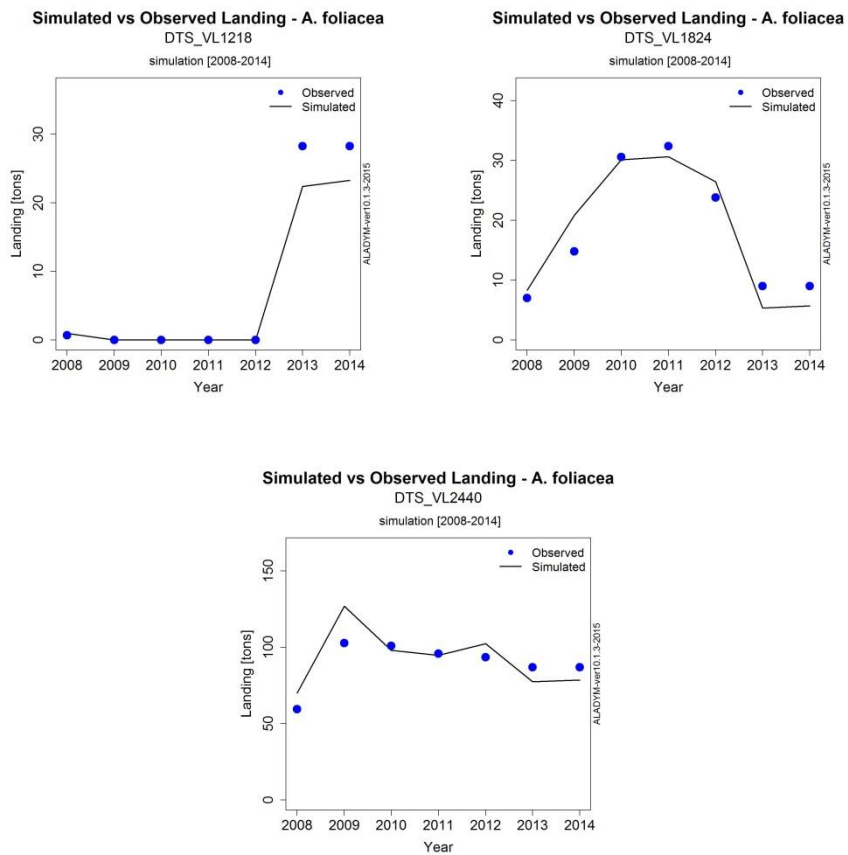 Simulated vs Observed Landing - A. foliacea
DTS_VL1218
simulation [2008-2014]
Observed
Simulated
30
20
10
0
Landing [tons]
ALADYM-ver10.1.3-2015
2008 2009 2010 2011 2012 2013 2014
Year
Simulated vs Observed Landing - A. foliacea
DTS_VL1824
simulation [2008-2014]
Observed
Simulated
40
30
20
10
0
Landing [tons]
ALADYM-ver10.1.3-2015
2008 2009 2010 2011 2012 2013 2014
Year
Simulated vs Observed Landing - A. foliacea
DTS_VL2440
simulation [2008-2014]
Observed
Simulated
150
100
50
0
Landing [tons]
ALADYM-ver10.1.3-2015
2008 2009 2010 2011 2012 2013 2014
Year